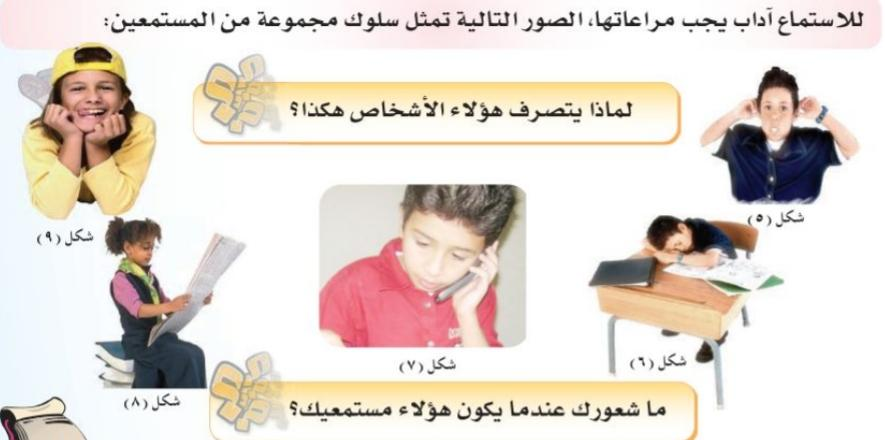 للاستماع آداب يجب مراعاتها، الصور التالية تمثل سلوك مجموعة من المستمعين:
لماذا يتصرف هؤلاء الأشخاص هكذا؟
شكل (٥)
شكل (٩)
شكل (٦)
شكل (٧)
شكل (٨)
ما شعورك عندما يكون هؤلاء مستمعيك؟